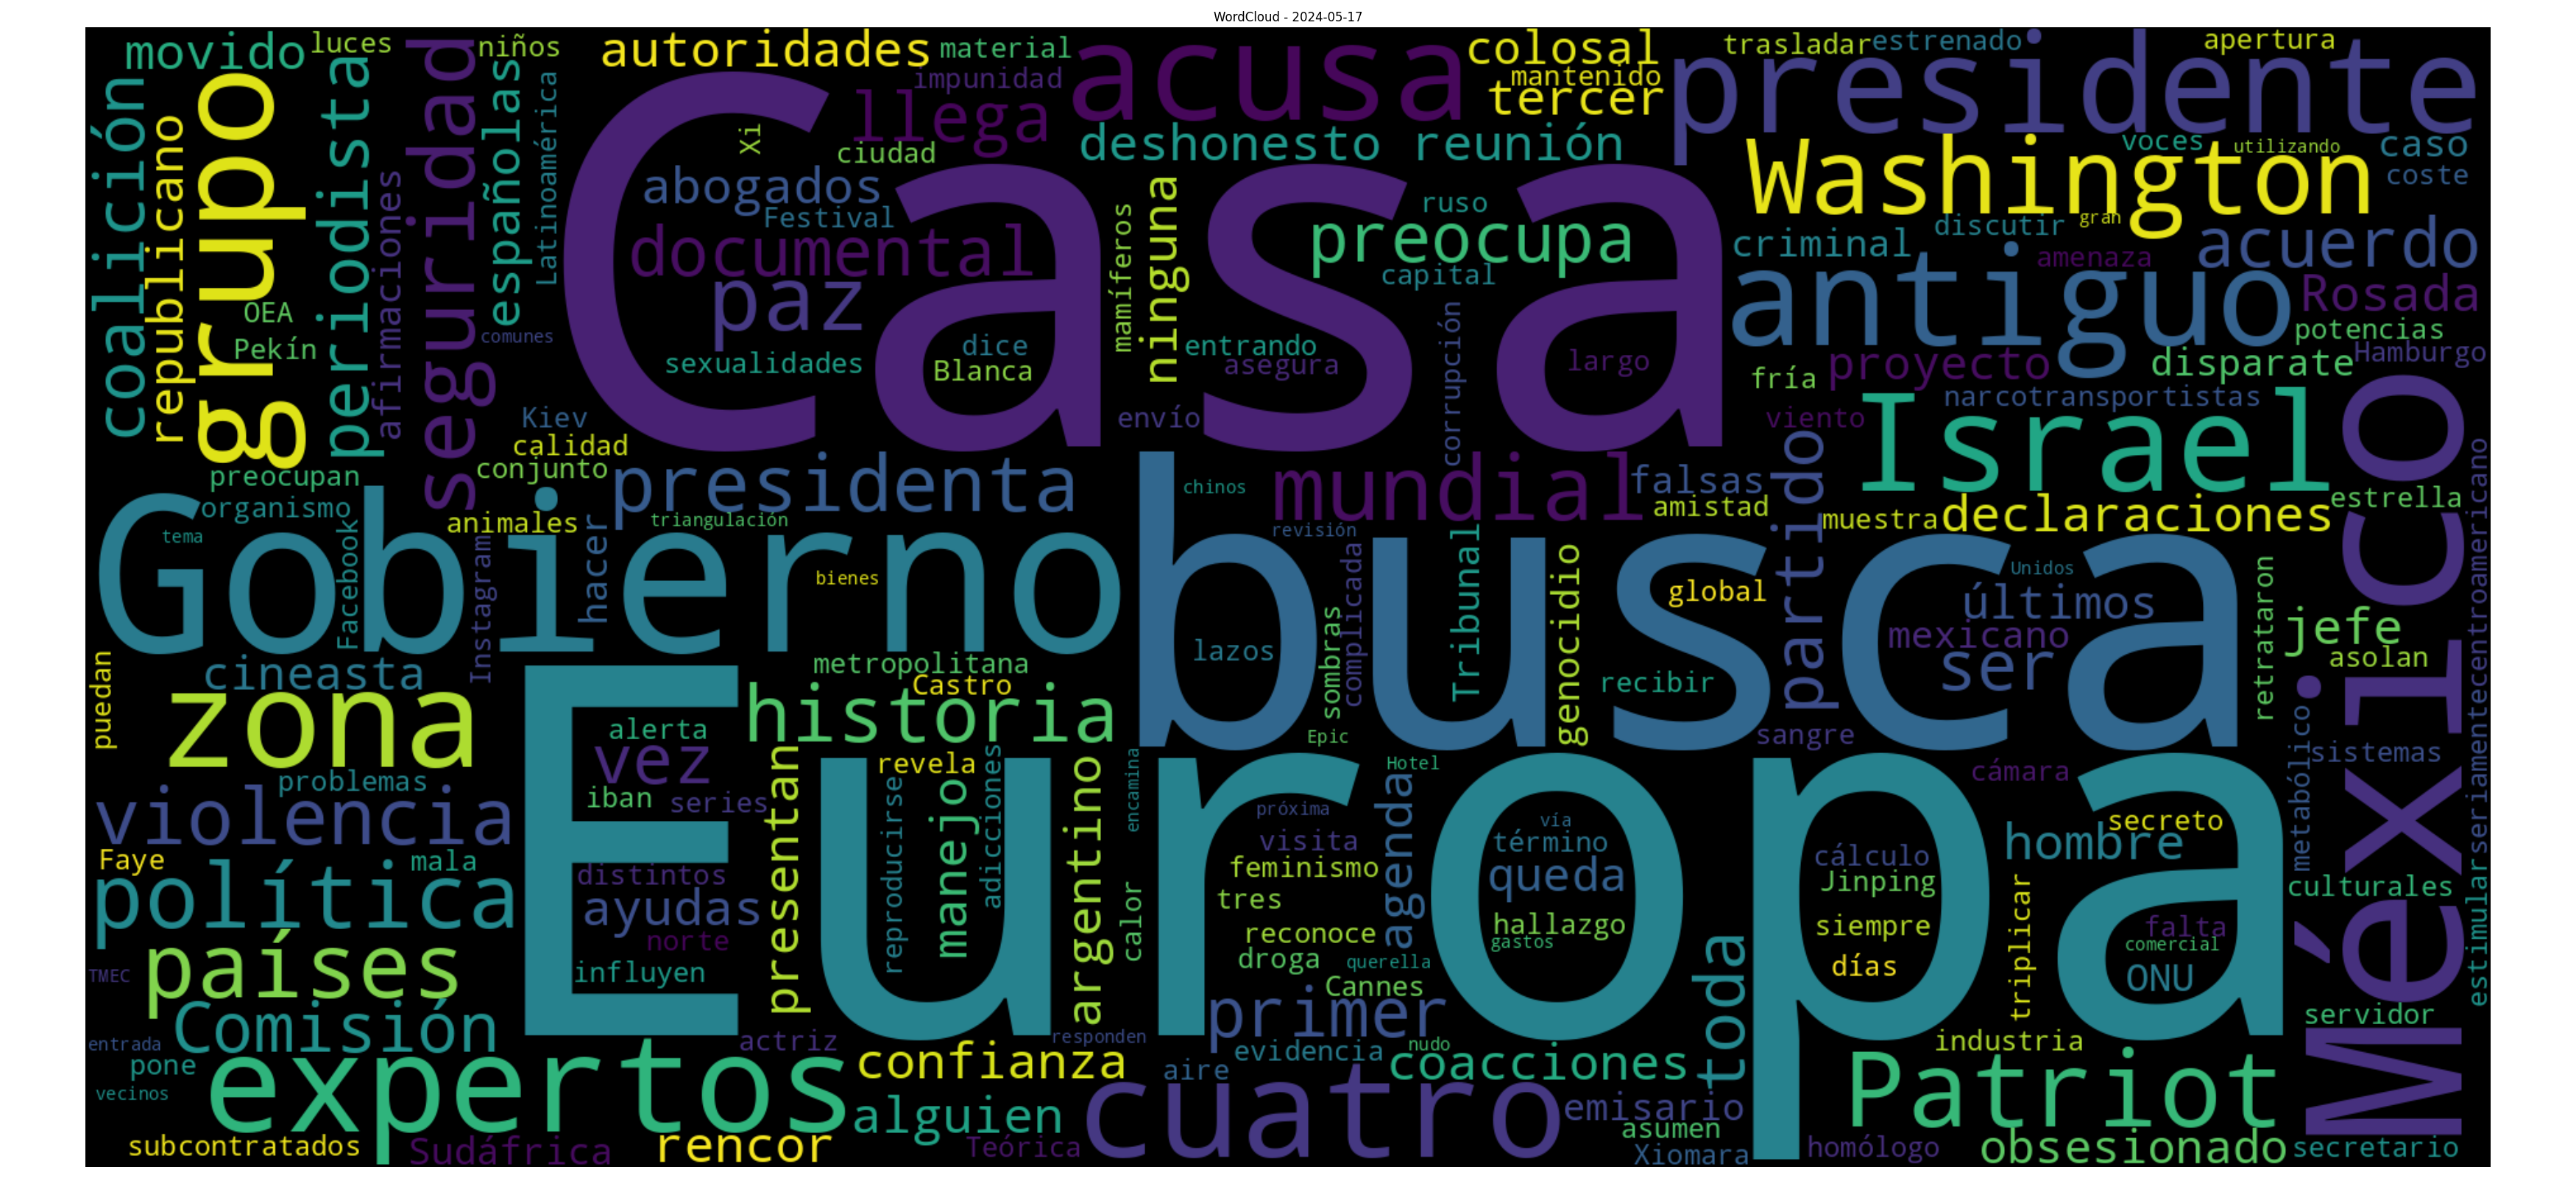 WordCloud - 2024-05-17
movido
luces
niños
autoridades
material
acusa
colosal
trasladar
estrenado
apertura
coalición
republicano
grupo
periodista
afirmaciones
seguridad
españolas
Latinoamérica
impunidad
llega
mantenido
tercer
presidente
Casa
Xi
ciudad
deshonesto
reunión
Washington
voces
utilizando
caso
coste
abogados
Festival
documental
paz
mamíferos
ninguna
ruso
preocupa
capital
criminal
discutir
gran
amenaza
acuerdo
antiguo
Rosada
OEA
Pekín
comunes
sexualidades
dice
Blanca
entrando
asegura
corrupción
largo
potencias
fría
proyecto
disparate
Hamburgo
Kiev
envío
viento
narcotransportistas
Israel
México
calidad
conjunto
preocupan
organismo
presidenta
chinos
mundial
falsas
amistad
partido
muestra
declaraciones
estrella
estimularseriamentecentroamericano
animales
triangulación
revisión
Gobierno
tema
Facebook
Instagram
hacer
bienes
busca
lazos
sombras
complicada
Tribunal
genocidio
global
recibir
Unidos
últimos
mexicano
ser
retrataron
jefe
asolan
puedan
cineasta
zona
metropolitana
Castro
historia
Epic
sangre
metabólico
sistemas
Europa
alerta
vez
iban
series
presentan
revela
reproducirse
manejo
adicciones
argentino
encamina
calor
Hotel
cámara
problemas
violencia
Faye
mala
política
distintos
ayudas
norte
influyen
próxima
visita
feminismo
tres
reconoce
droga
querella
Cannes
agenda
vía
término
queda
hallazgo
gastos
cálculo
Jinping
siempre
días
secreto
hombre
triplicar
culturales
falta
comercial
ONU
TMEC
países
Comisión
primer
toda
servidor
entrada
pone
vecinos
expertos
actriz
responden
confianza
aire
evidencia
nudo
coacciones
industria
Patriot
alguien
cuatro
emisario
asumen
Xiomara
subcontratados
Sudáfrica
rencor
Teórica
homólogo
obsesionado
secretario